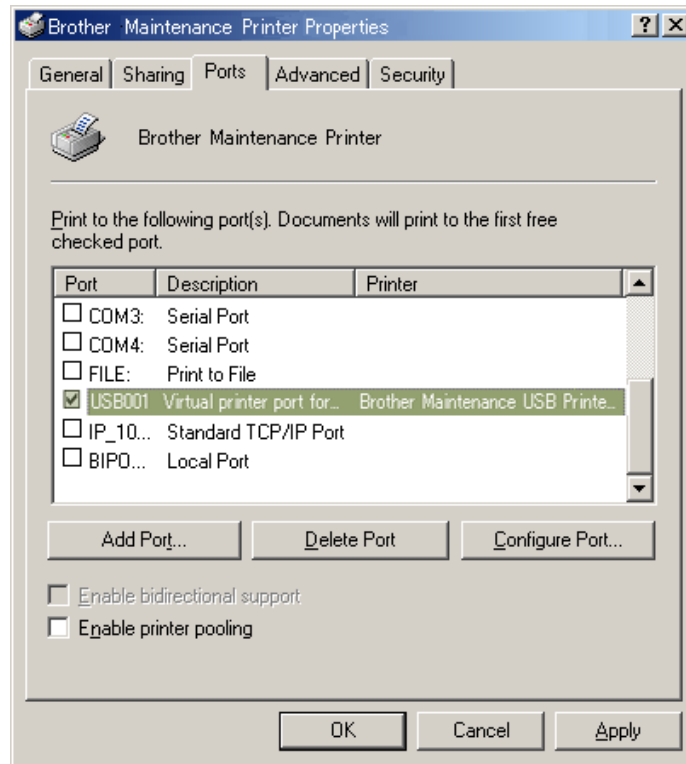 Brother Maintenance Printer Properties
General Sharing Ports Advanced Security
Brother Maintenance Printer
Print to the following port(s). Documents will print to the first free
checked port.
Port Description Printer
COM3: Serial Port
COM4: Serial Port
FILE: Print to File
USB001 Virtual printer port for... Brother Maintenance USB Printe...
IP_10... Standard TCP/IP Port
BIPO... Local Port
Add Port... Delete Port Configure Port...
Enable bidirectional support
Enable printer pooling
OK Cancel Apply